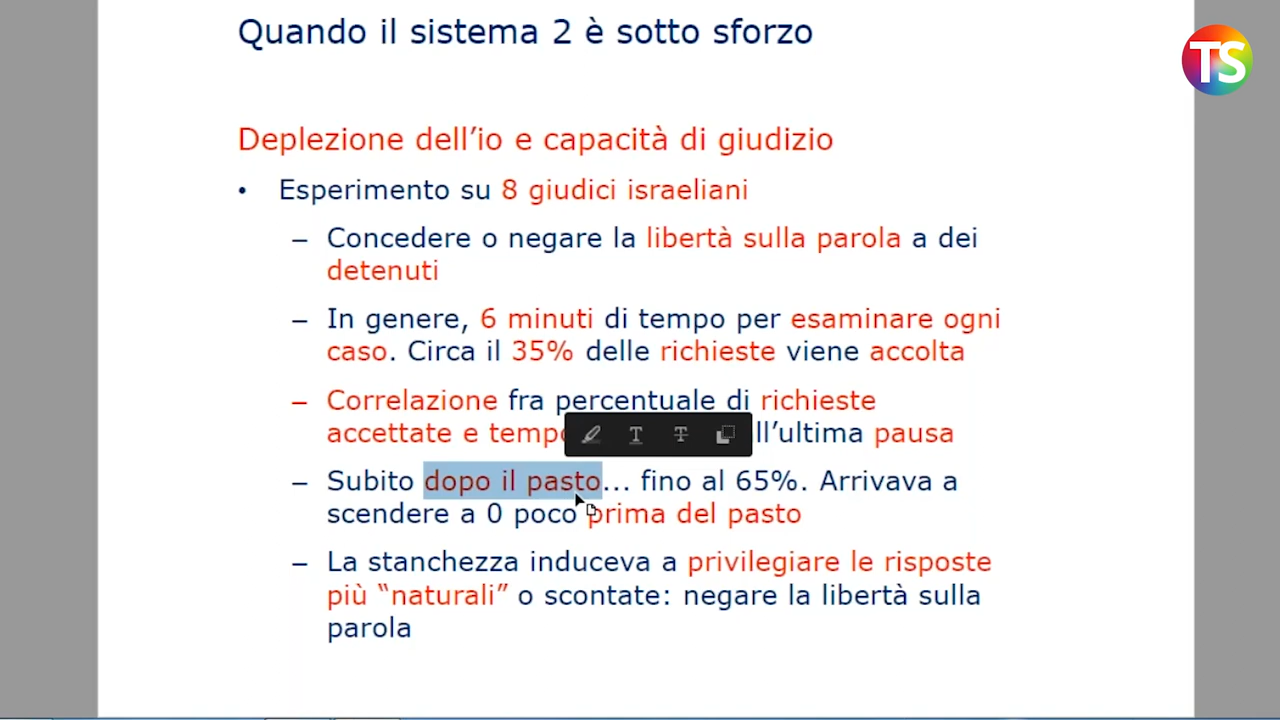 Quando il sistema 2 è sotto sforzo
TS
Deplezione dell'io e capacità di giudizio
• Esperimento su 8 giudici israeliani
– Concedere o negare la libertà sulla parola a dei
detenuti
– In genere, 6 minuti di tempo per esaminare ogni
caso. Circa il 35% delle richieste viene accolta
– Correlazione fra percentuale di richieste
accettate e ll'ultima pausa
– Subito dopo il pasto... fino al 65%. Arrivava a
scendere a 0 poco prima del pasto
– La stanchezza induceva a privilegiare le risposte
più “naturali” o scontate: negare la libertà sulla
parola